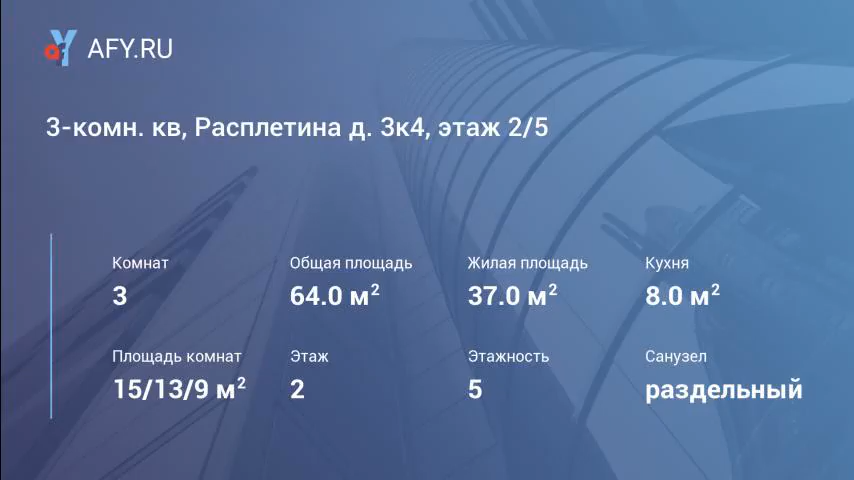 AFY.RU
3-комн. кв, Расплетина д. 3к4, этаж 2/5
Комнат
Общая площадь
Жилая площадь
Кухня
3
64.0 м²
37.0 м²
8.0 м²
Площадь комнат
Этаж
Этажность
Санузел
15/13/9 м²
2
5
раздельный